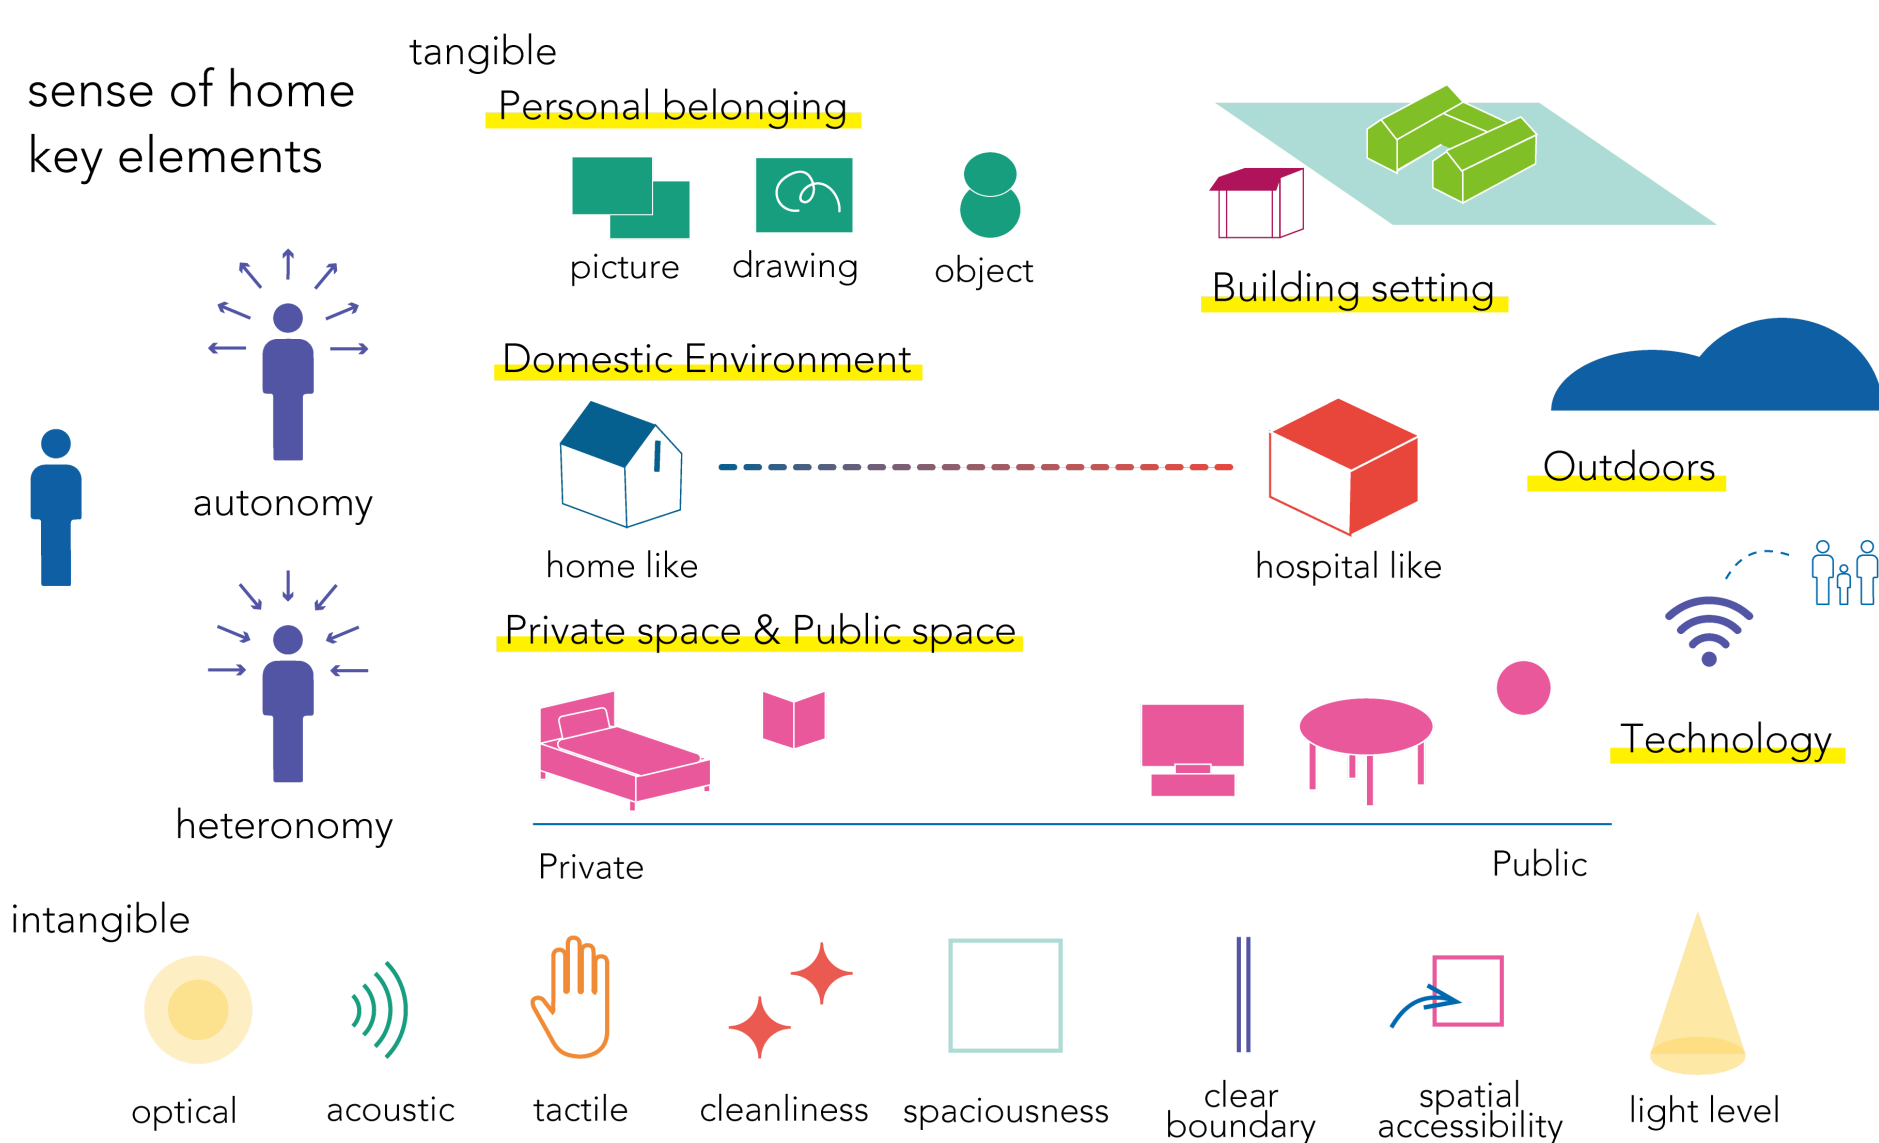 sense of home
key elements
tangible
Personal belonging
picture
drawing
object
Building setting
Domestic Environment
home like
hospital like
Outdoors
autonomy
heteronomy
Private space & Public space
Technology
Private
Public
intangible
optical
acoustic
tactile
cleanliness
spaciousness
clear
boundary
spatial
accessibility
light level